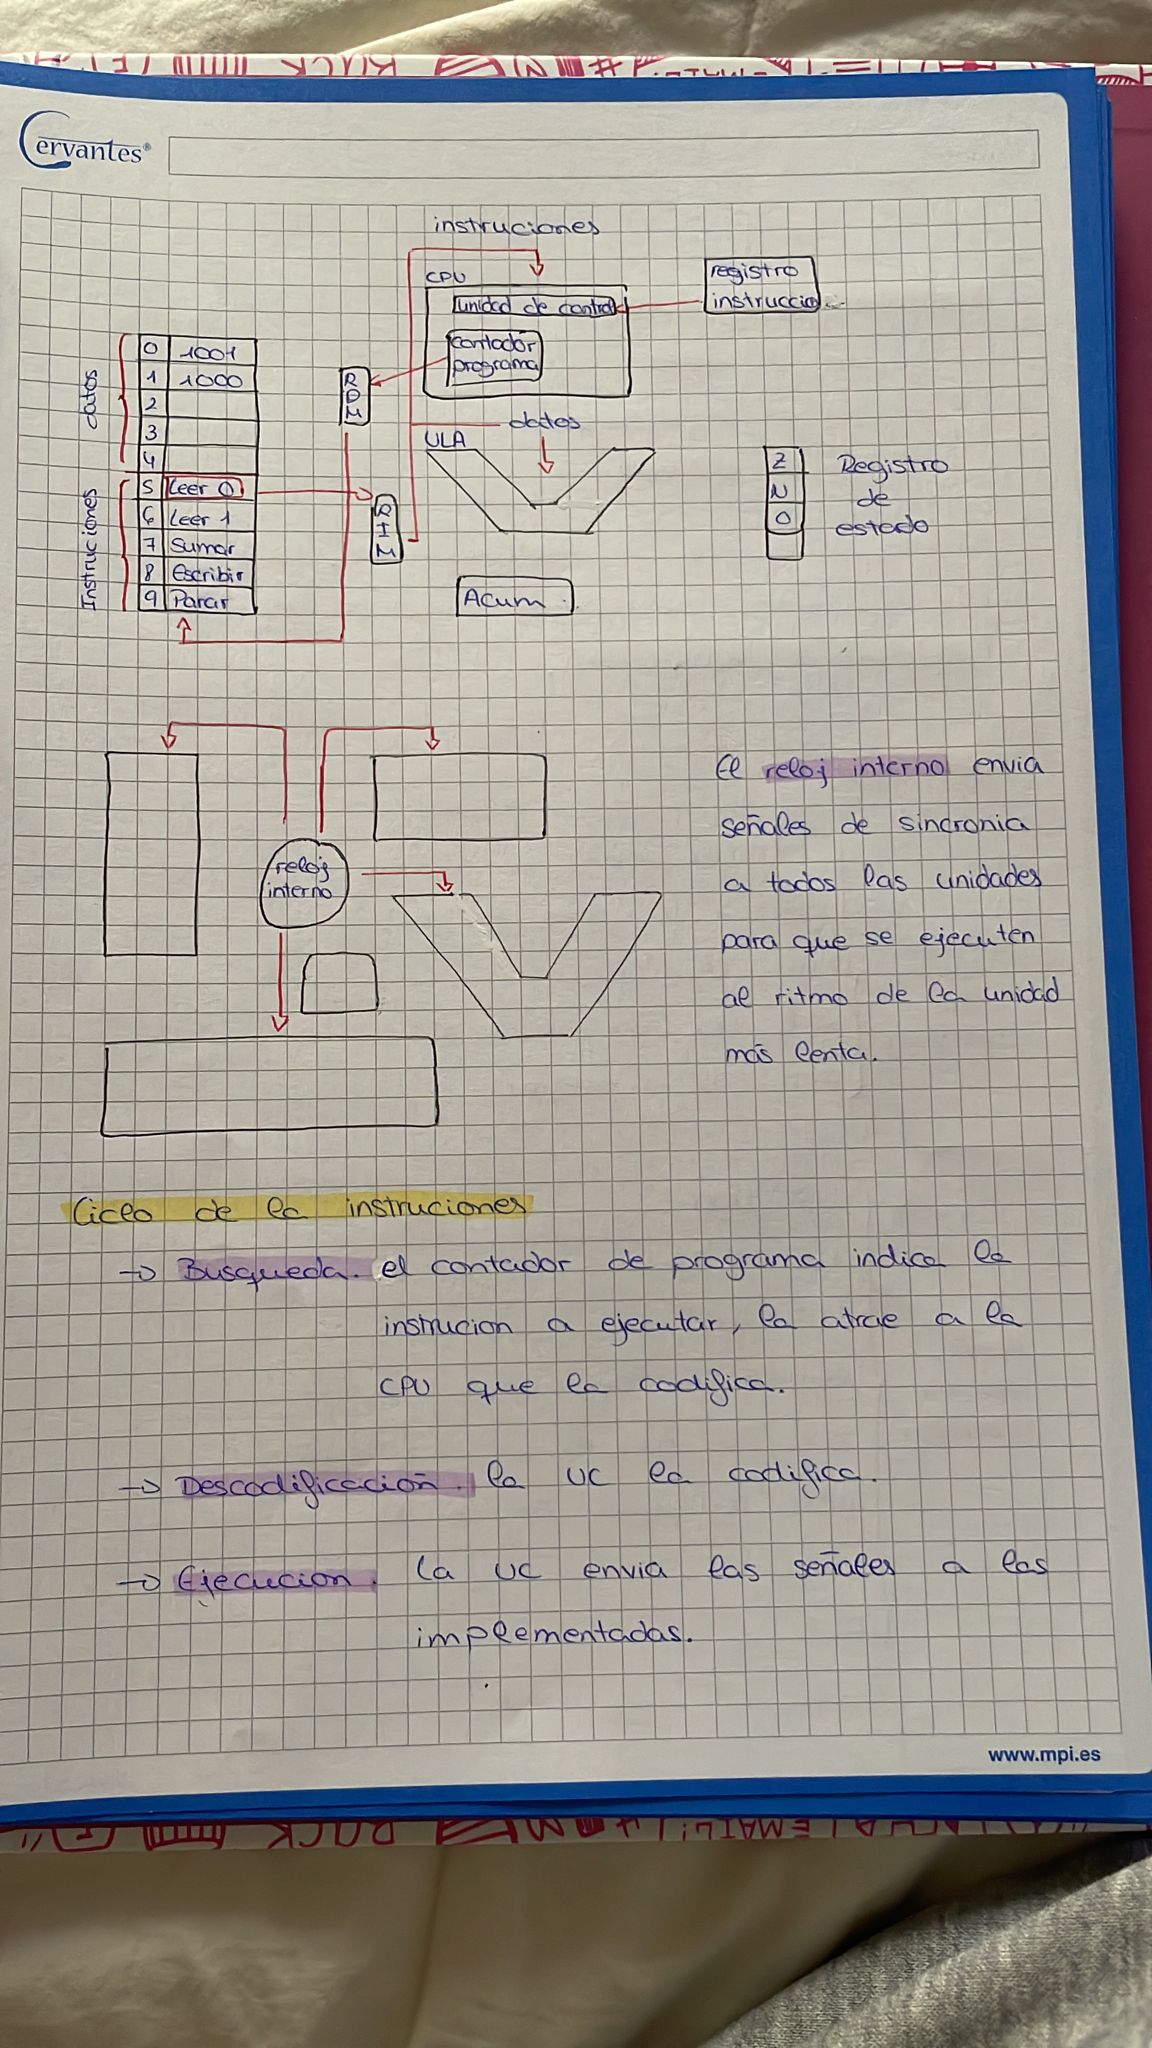 Cervantes®
instruciones
CPU
unidad de control
contador
programa
registro
instruccio...
datos
0 1001
1 1000
2
3
4
Instruciones
5 Leer 0
6 Leer 1
7 Sumar
8 Escribir
9 Parar
RDM
RIM
datos
ULA
Acum.
Z
N
O
Registro
de
estado
reloj
interno
El reloj interno envia
señales de sincronia
a todos las unidades
para que se ejecuten
al ritmo de la unidad
más lenta.
Ciclo de la instruciones
→ Busqueda. el contador de programa indica la
instrucion a ejecutar, la atrae a la
CPU que la codifica.
→ Descodificación. la UC la codifica.
→ Ejecucion. La UC envia las señales a las
implementadas.
www.mpi.es